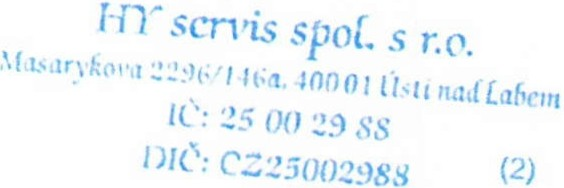 HY servis spol. s r.o.
Masarykova 2296/146a, 400 01 Ústí nad Labem
IČ: 25 00 29 88
DIČ: CZ25002988 (2)